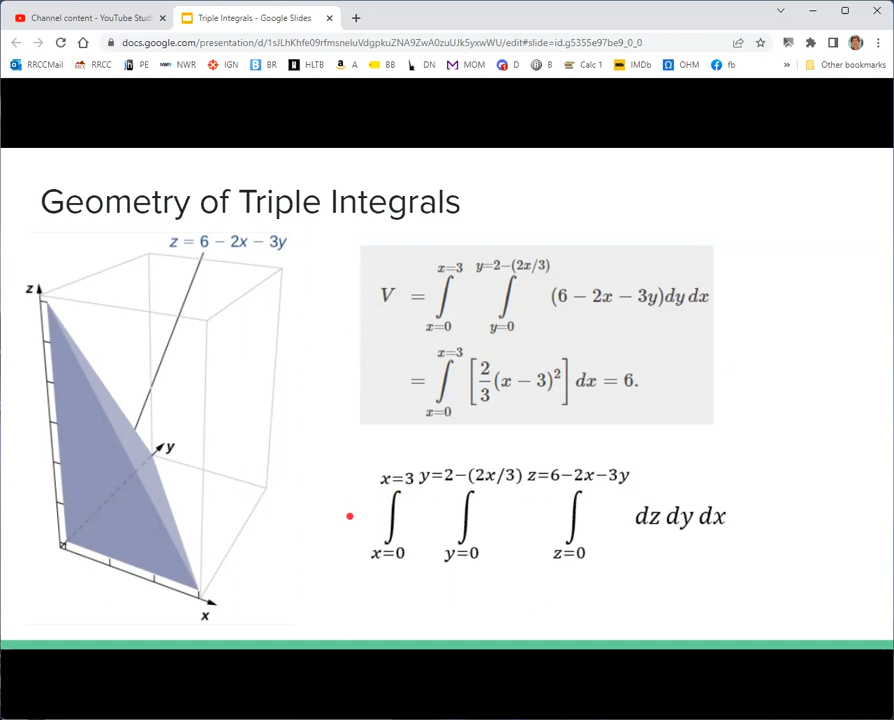 Channel content - YouTube Studi
Triple Integrals - Google Slides
docs.google.com/presentation/d/1sJLhKhfe09rfmsneluVdgpkuZNA9ZwA0zuUJk5yxwWU/edit#slide=id.g5355e97be9_0_0
RRCCMail RRCC PE NWR NWR IGN BR HLTB A BB DN MOM D B Calc 1 IMDb OHM fb » Other bookmarks
Geometry of Triple Integrals
z = 6 − 2x − 3y
z
y
x
x=3 y=2−(2x/3)
V = ∫ ∫ (6 − 2x − 3y)dy dx
x=0 y=0
x=3
= ∫ [2/3(x − 3)²] dx = 6.
x=0
x=3 y=2−(2x/3) z=6−2x−3y
∫ ∫ ∫ dz dy dx
x=0 y=0 z=0